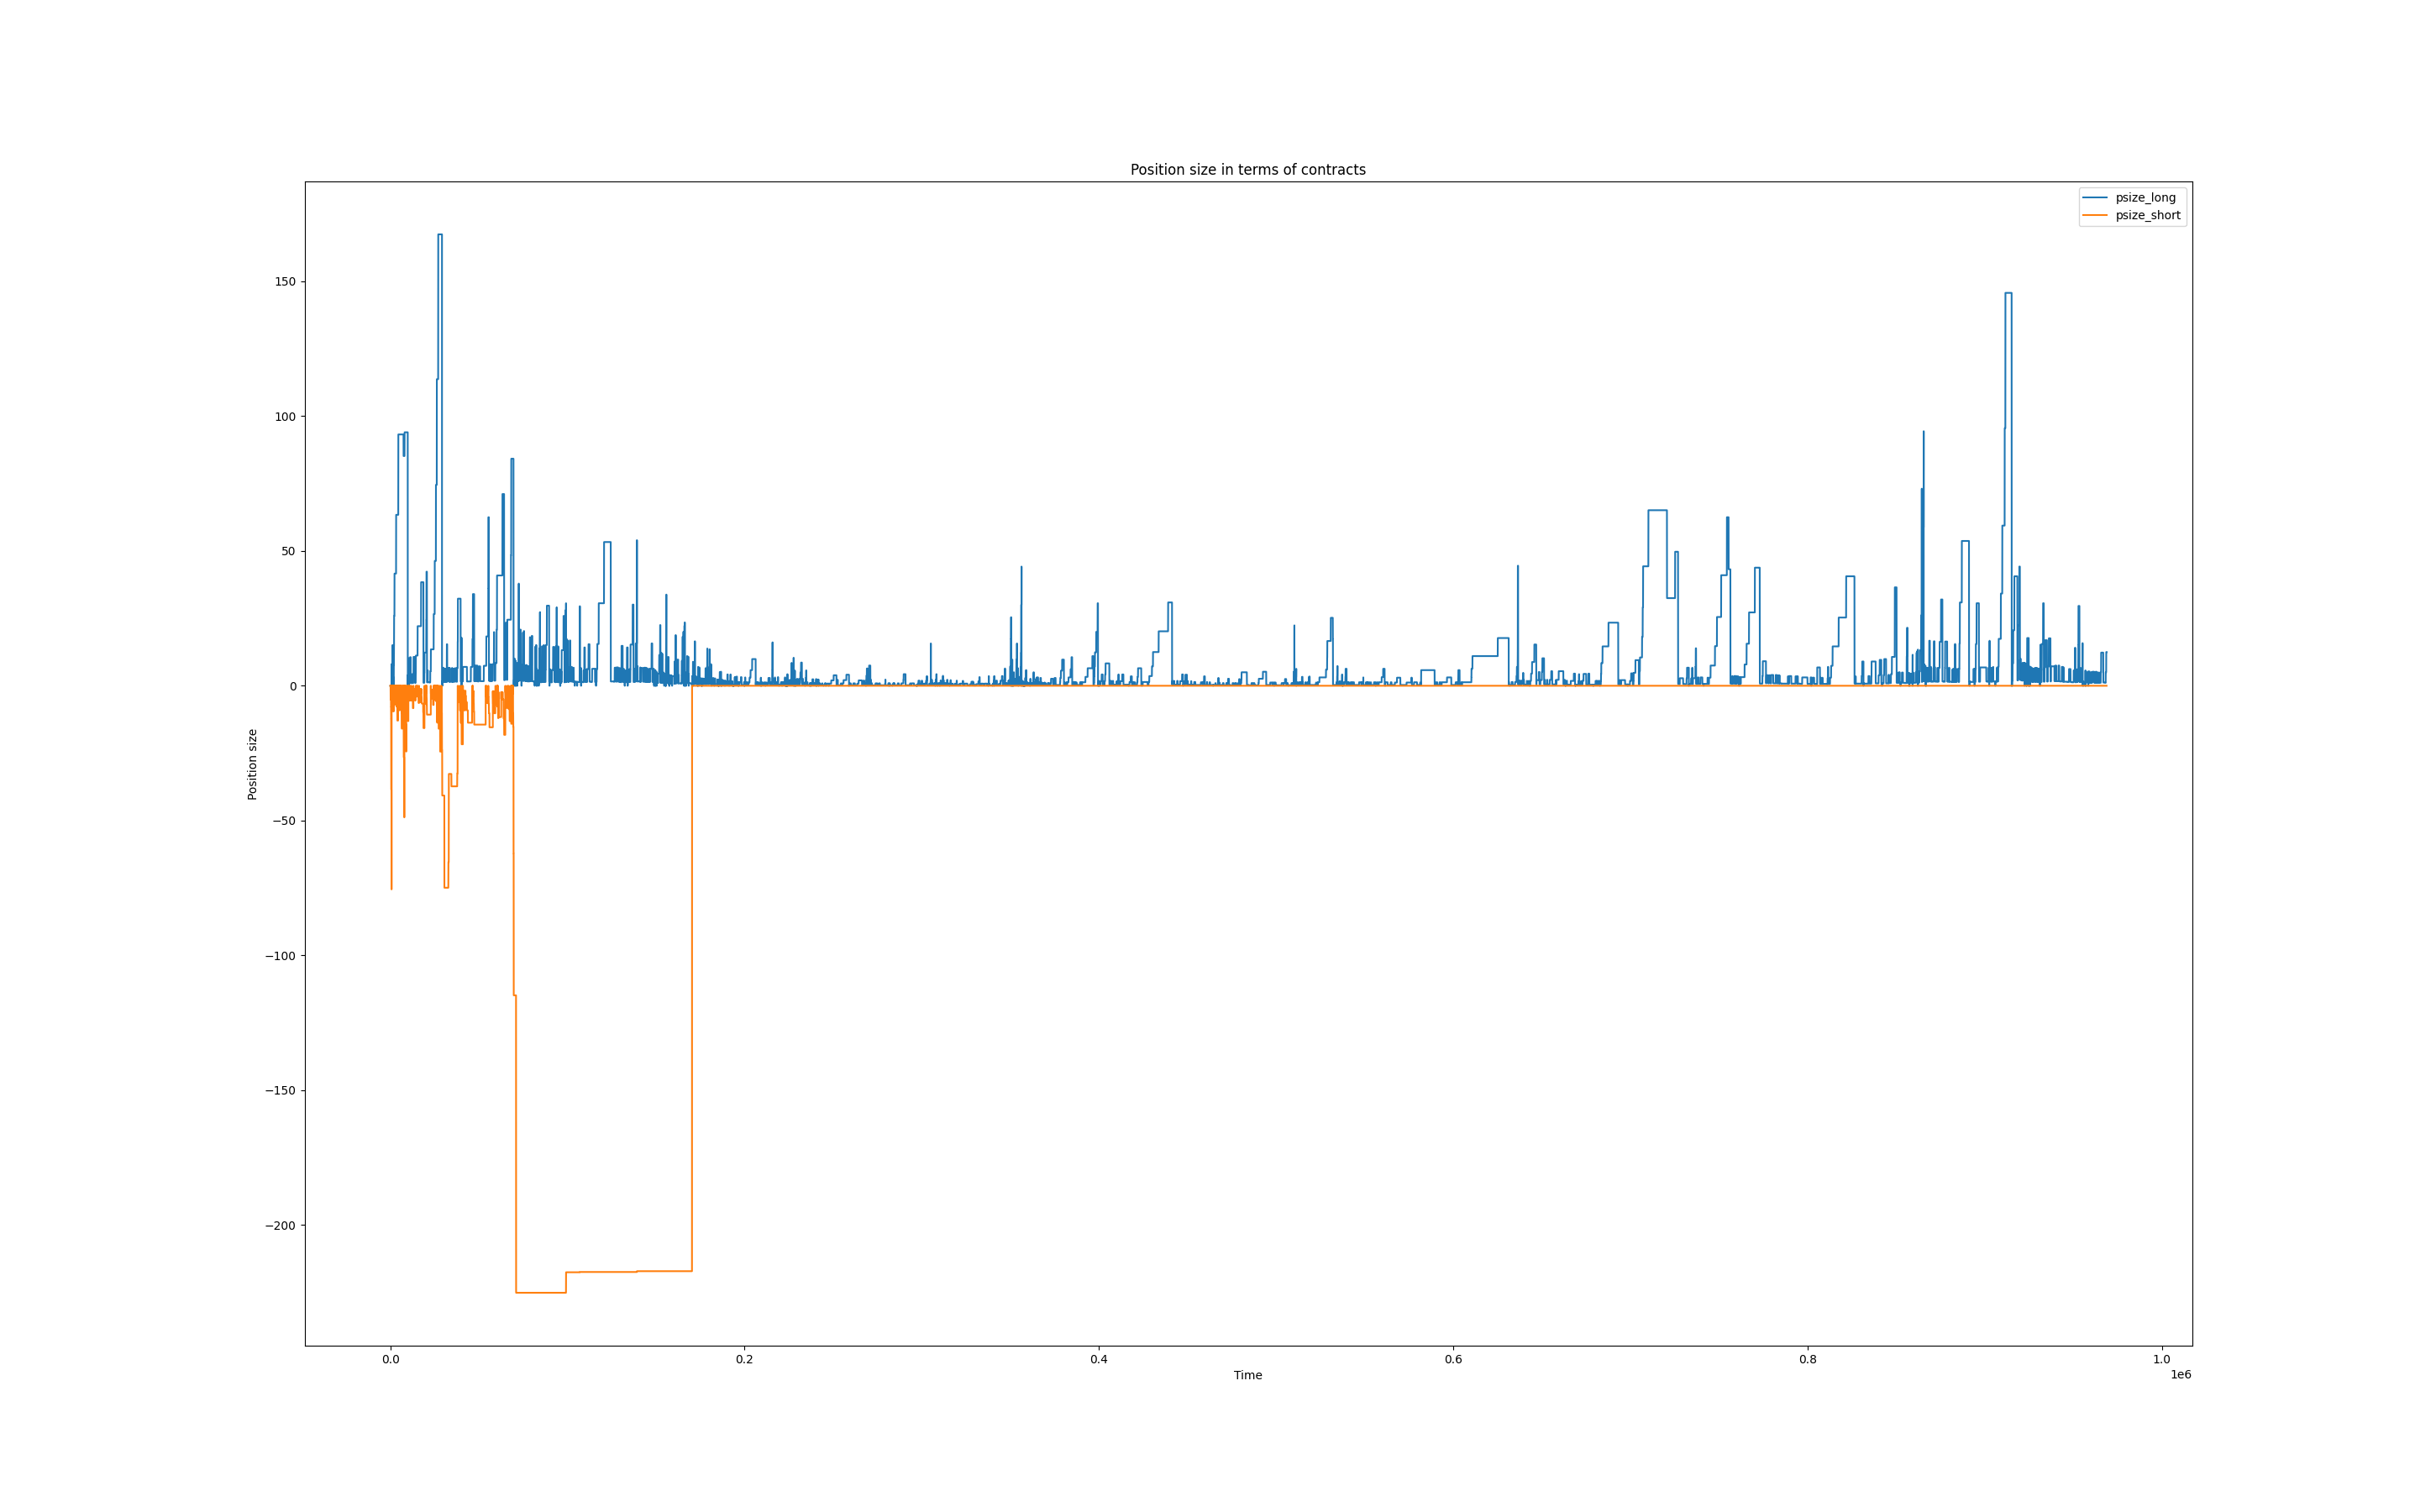 Position size in terms of contracts
psize_long
psize_short
150
100
50
0
−50
−100
−150
−200
Position size
0.0
0.2
0.4
0.6
0.8
1.0
1e6
Time